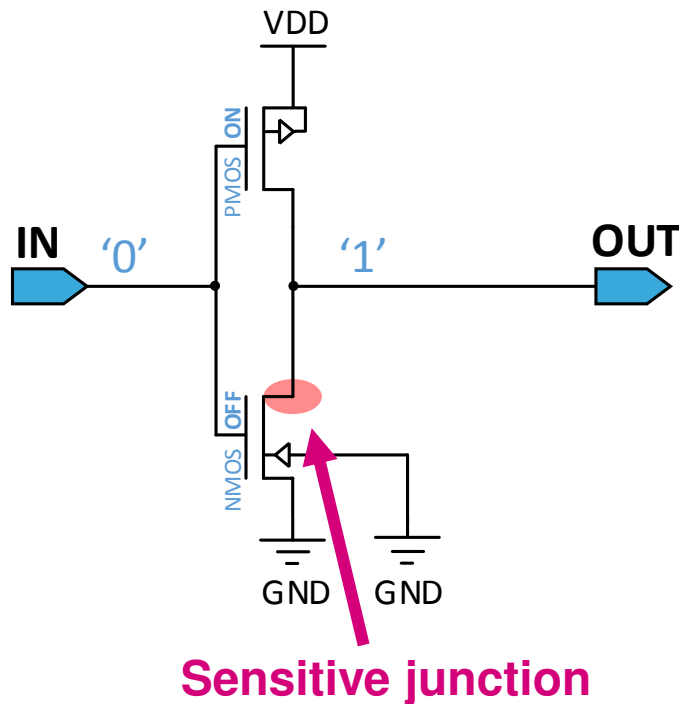 VDD
PMOS ON
IN
‘0’
‘1’
OUT
NMOS OFF
GND
GND
Sensitive junction